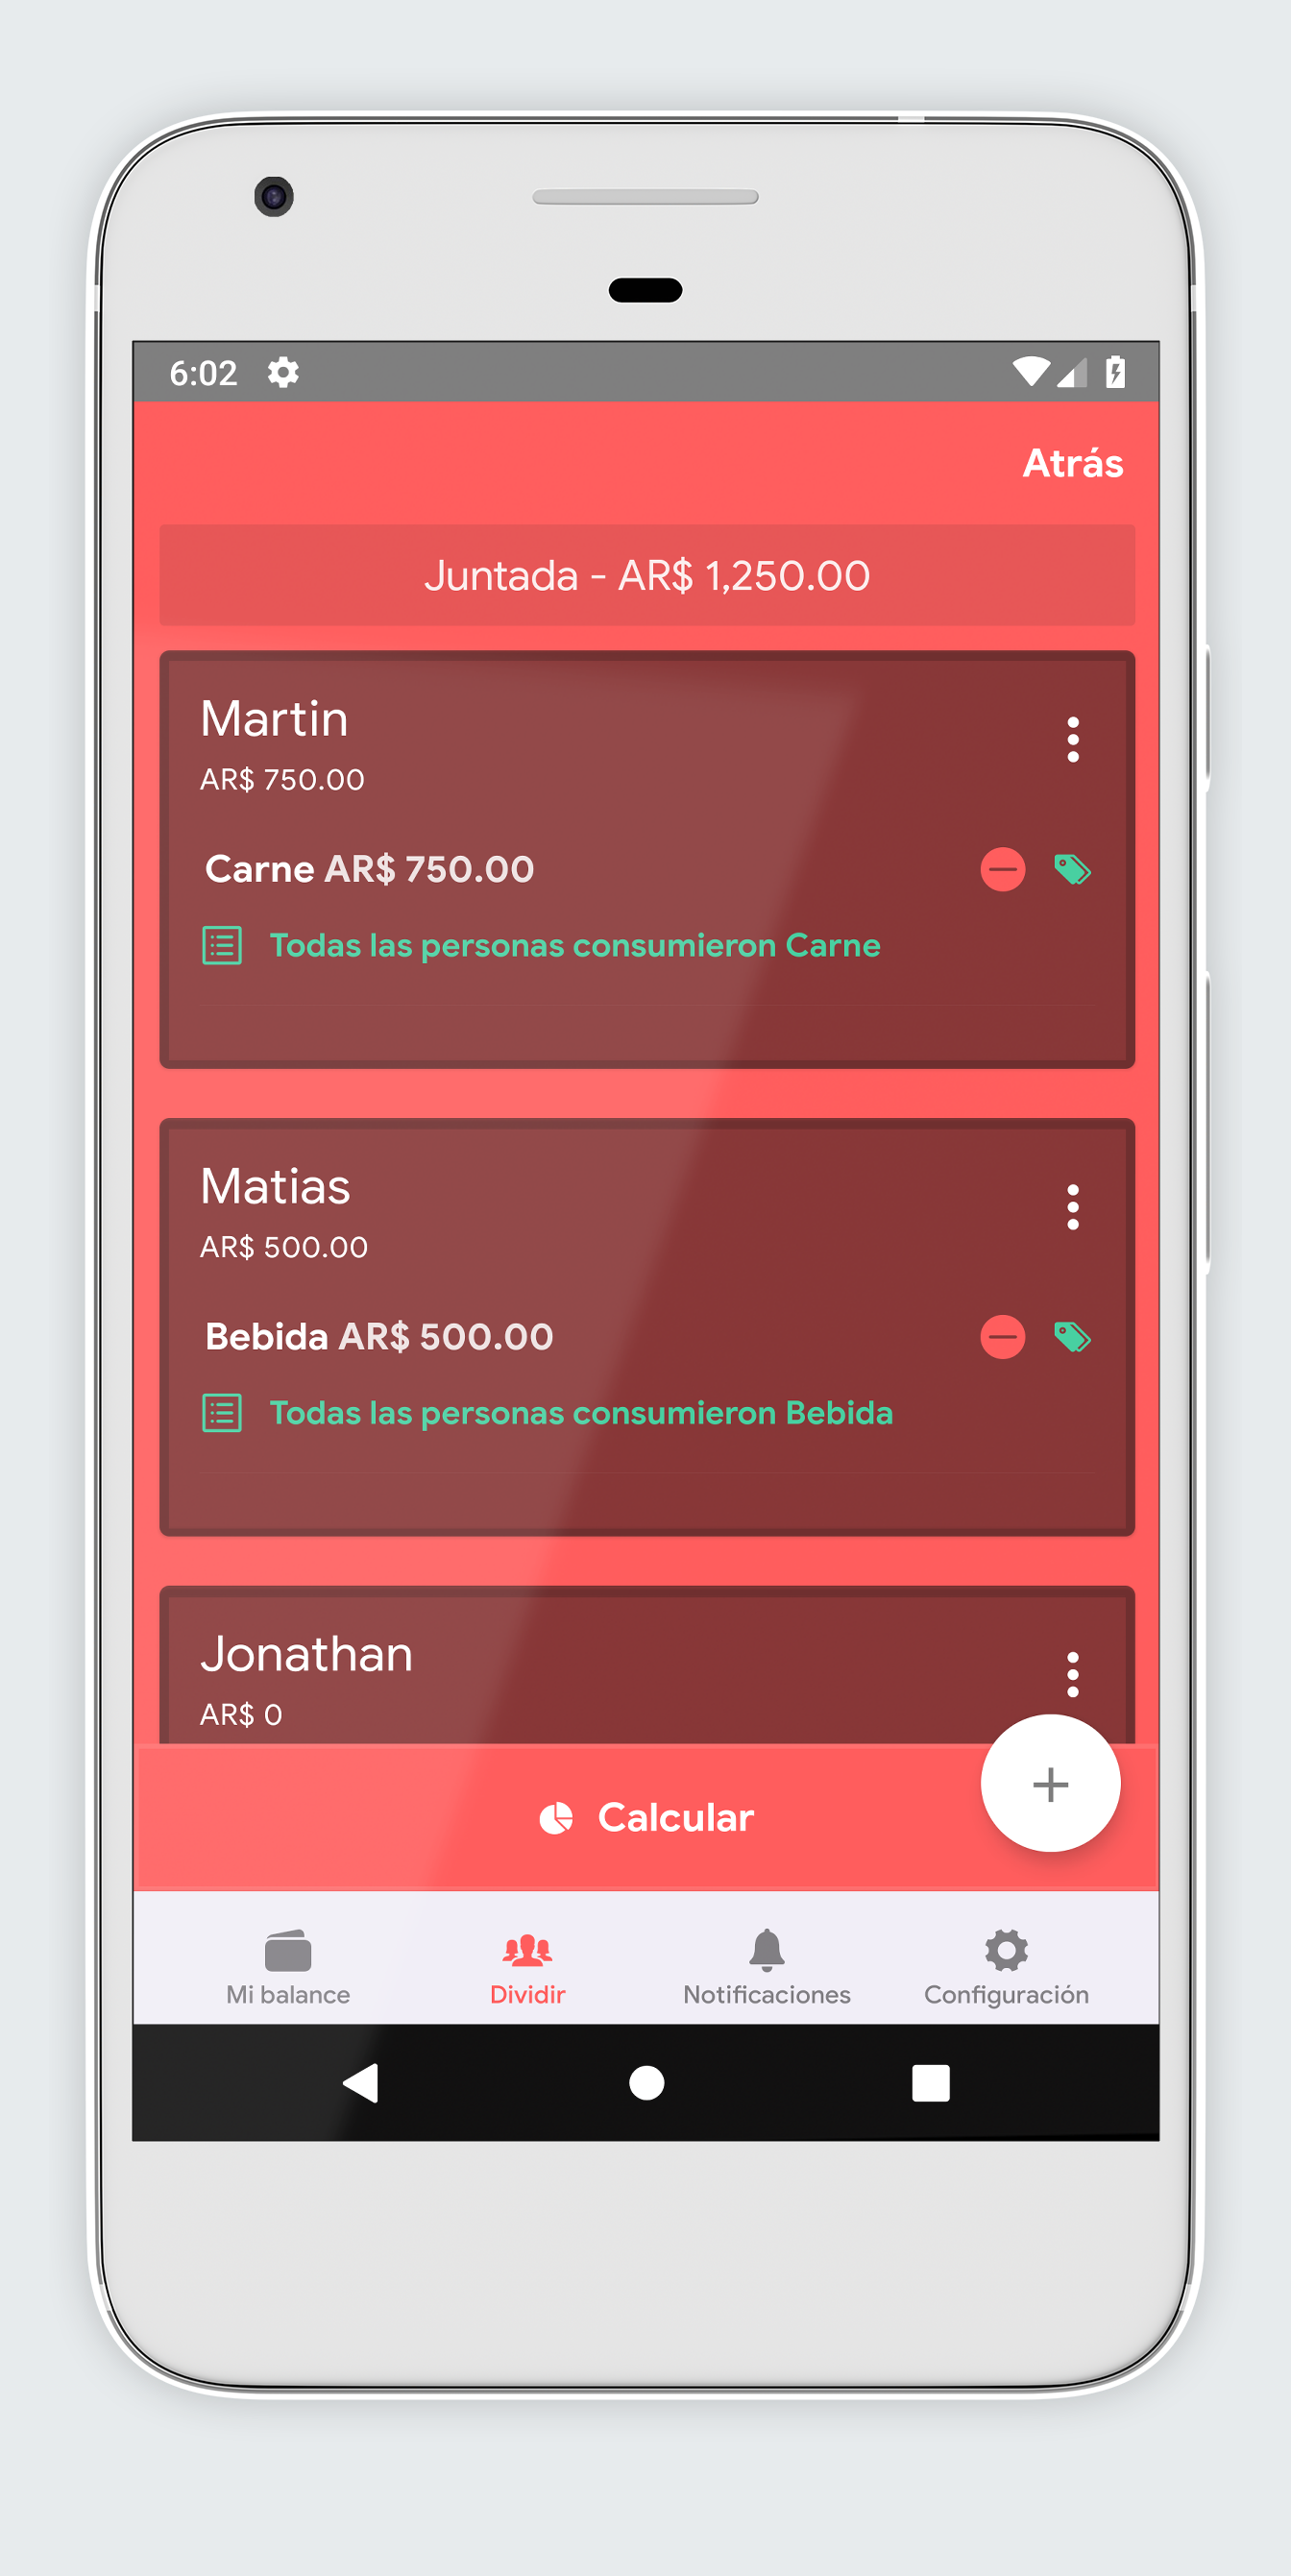 6:02
Atrás
Juntada - AR$ 1,250.00
Martin
AR$ 750.00
Carne AR$ 750.00
Todas las personas consumieron Carne
Matias
AR$ 500.00
Bebida AR$ 500.00
Todas las personas consumieron Bebida
Jonathan
AR$ 0
Calcular
+
Mi balance
Dividir
Notificaciones
Configuración